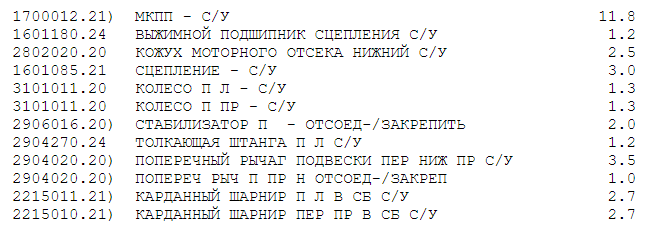 1700012.21) МКПП - С/У 11.8
1601180.24 ВЫЖИМНОЙ ПОДШИПНИК СЦЕПЛЕНИЯ С/У 1.2
2802020.20 КОЖУХ МОТОРНОГО ОТСЕКА НИЖНИЙ С/У 2.5
1601085.21 СЦЕПЛЕНИЕ - С/У 3.0
3101011.20 КОЛЕСО П Л - С/У 1.3
3101011.20 КОЛЕСО П ПР - С/У 1.3
2906016.20) СТАБИЛИЗАТОР П - ОТСОЕД-/ЗАКРЕПИТЬ 2.0
2904270.24 ТОЛКАЮЩАЯ ШТАНГА П Л С/У 1.2
2904020.20) ПОПЕРЕЧНЫЙ РЫЧАГ ПОДВЕСКИ ПЕР НИЖ ПР С/У 3.5
2904020.20) ПОПЕРЕЧ РЫЧ П ПР Н ОТСОЕД-/ЗАКРЕП 1.0
2215011.21) КАРДАННЫЙ ШАРНИР П Л В СБ С/У 2.7
2215010.21) КАРДАННЫЙ ШАРНИР ПЕР ПР В СБ С/У 2.7